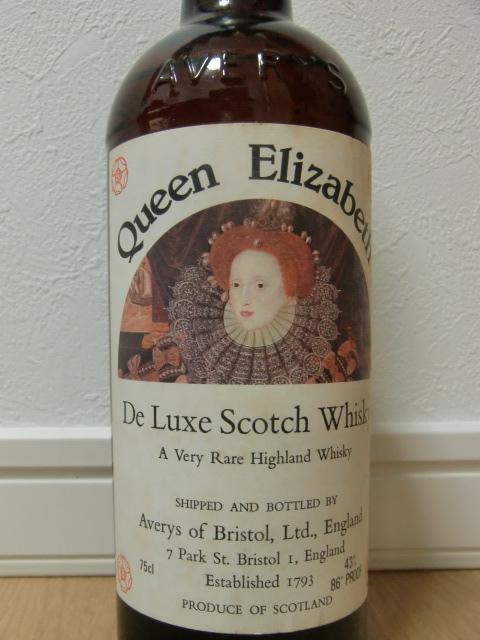 AVERYS
Queen Elizabeth
De Luxe Scotch Whisky
A Very Rare Highland Whisky
SHIPPED AND BOTTLED BY
Averys of Bristol, Ltd., England
7 Park St. Bristol 1, England
75cl
Established 1793
43%
86° PROOF
PRODUCE OF SCOTLAND